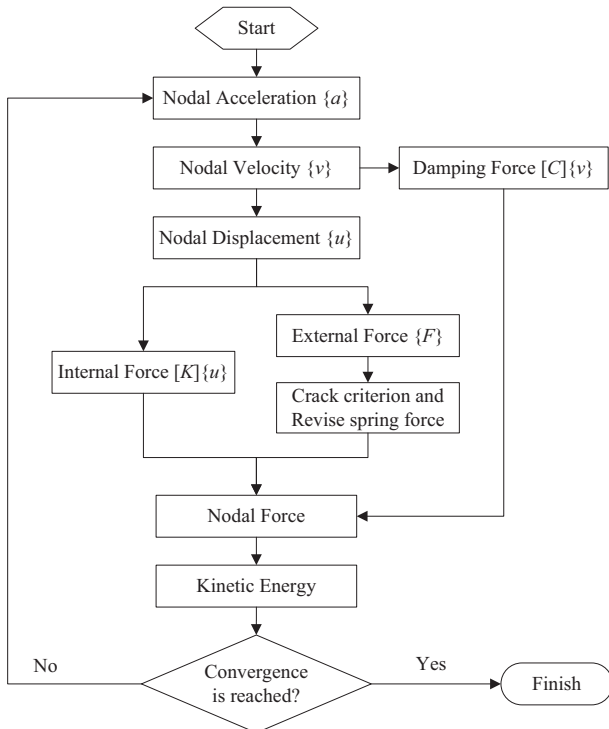 Start
Nodal Acceleration {a}
Nodal Velocity {v}
Damping Force [C]{v}
Nodal Displacement {u}
External Force {F}
Internal Force [K]{u}
Crack criterion and
Revise spring force
Nodal Force
Kinetic Energy
No
Convergence
is reached?
Yes
Finish